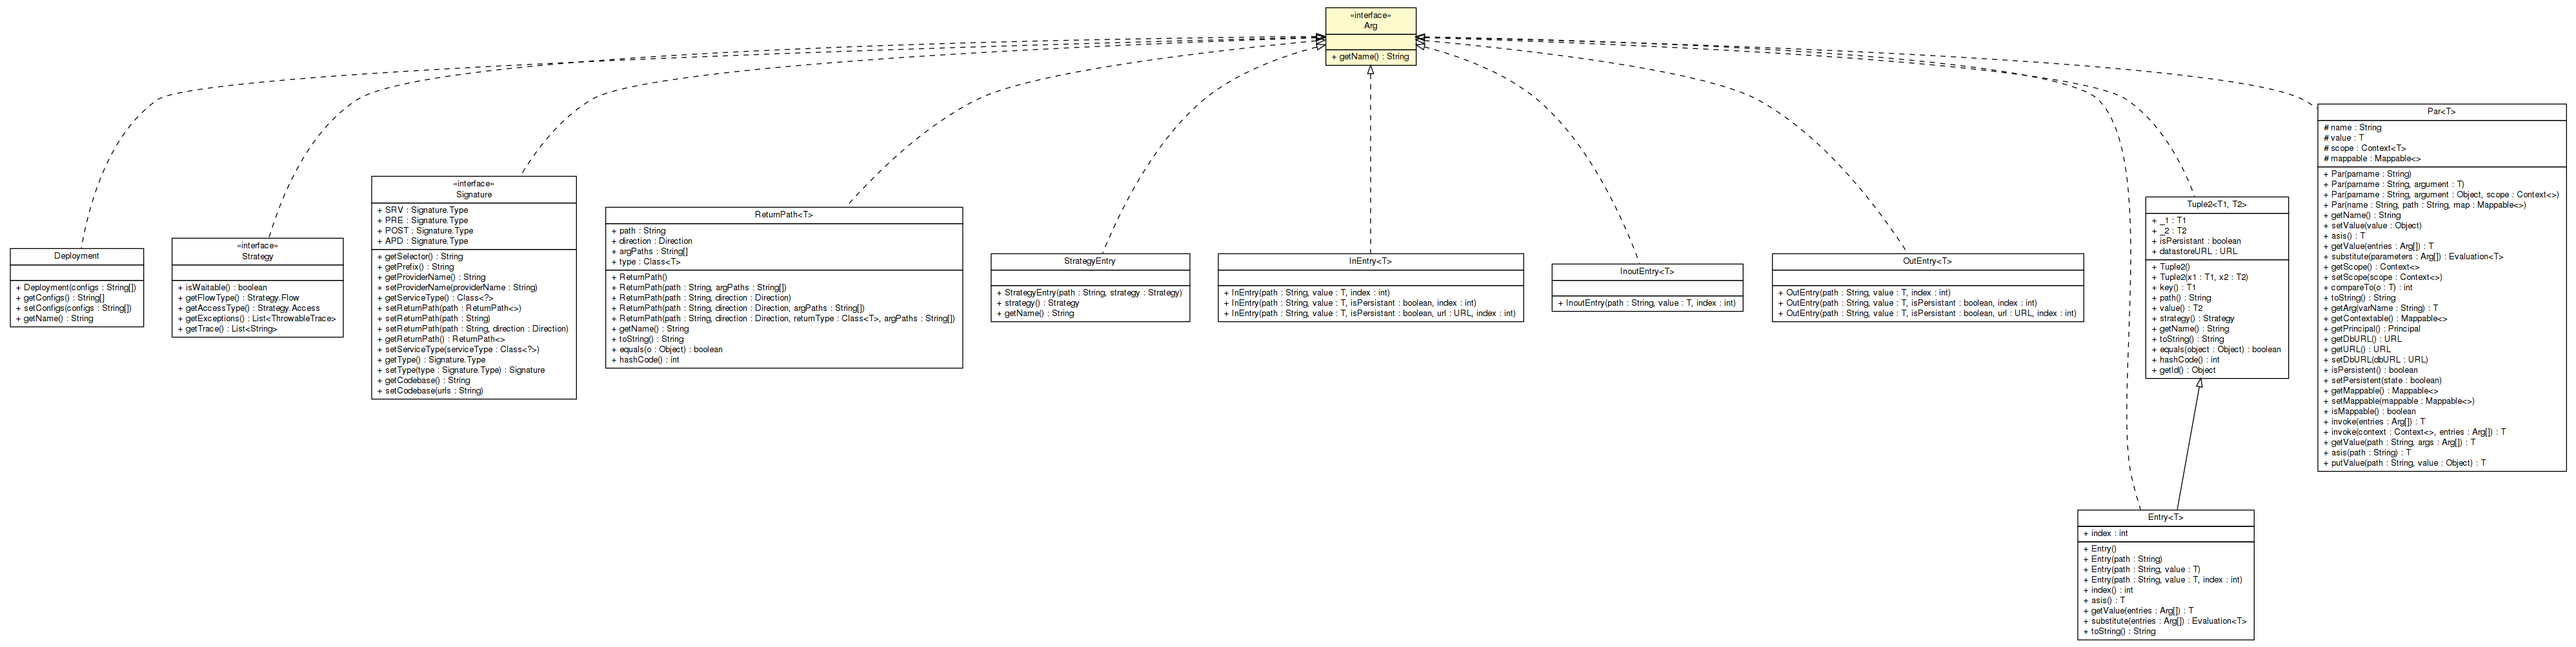 «interface»
Arg
+ getName() : String
Deployment
+ Deployment(configs : String[])
+ getConfigs() : String[]
+ setConfigs(configs : String[])
+ getName() : String
«interface»
Strategy
+ isWaitable() : boolean
+ getFlowType() : Strategy.Flow
+ getAccessType() : Strategy.Access
+ getExceptions() : List<ThrowableTrace>
+ getTrace() : List<String>
«interface»
Signature
+ SRV : Signature.Type
+ PRE : Signature.Type
+ POST : Signature.Type
+ APD : Signature.Type
+ getSelector() : String
+ getPrefix() : String
+ getProviderName() : String
+ setProviderName(providerName : String)
+ getServiceType() : Class<?>
+ setReturnPath(path : ReturnPath<>)
+ setReturnPath(path : String)
+ setReturnPath(path : String, direction : Direction)
+ getReturnPath() : ReturnPath<>
+ setServiceType(serviceType : Class<?>)
+ getType() : Signature.Type
+ setType(type : Signature.Type) : Signature
+ getCodebase() : String
+ setCodebase(urls : String)
ReturnPath<T>
+ path : String
+ direction : Direction
+ argPaths : String[]
+ type : Class<T>
+ ReturnPath()
+ ReturnPath(path : String, argPaths : String[])
+ ReturnPath(path : String, direction : Direction)
+ ReturnPath(path : String, direction : Direction, argPaths : String[])
+ ReturnPath(path : String, direction : Direction, returnType : Class<T>, argPaths : String[])
+ getName() : String
+ toString() : String
+ equals(o : Object) : boolean
+ hashCode() : int
StrategyEntry
+ StrategyEntry(path : String, strategy : Strategy)
+ strategy() : Strategy
+ getName() : String
InEntry<T>
+ InEntry(path : String, value : T, index : int)
+ InEntry(path : String, value : T, isPersistant : boolean, index : int)
+ InEntry(path : String, value : T, isPersistant : boolean, url : URL, index : int)
InoutEntry<T>
+ InoutEntry(path : String, value : T, index : int)
OutEntry<T>
+ OutEntry(path : String, value : T, index : int)
+ OutEntry(path : String, value : T, isPersistant : boolean, index : int)
+ OutEntry(path : String, value : T, isPersistant : boolean, url : URL, index : int)
Tuple2<T1, T2>
+ _1 : T1
+ _2 : T2
+ isPersistant : boolean
+ datastoreURL : URL
+ Tuple2()
+ Tuple2(x1 : T1, x2 : T2)
+ key() : T1
+ path() : String
+ value() : T2
+ strategy() : Strategy
+ getName() : String
+ toString() : String
+ equals(object : Object) : boolean
+ hashCode() : int
+ getId() : Object
Par<T>
# name : String
# value : T
# scope : Context<T>
# mappable : Mappable<>
+ Par(parname : String)
+ Par(parname : String, argument : T)
+ Par(parname : String, argument : Object, scope : Context<>)
+ Par(name : String, path : String, map : Mappable<>)
+ getName() : String
+ setValue(value : Object)
+ asis() : T
+ getValue(entries : Arg[]) : T
+ substitute(parameters : Arg[]) : Evaluation<T>
+ getScope() : Context<>
+ setScope(scope : Context<>)
+ compareTo(o : T) : int
+ toString() : String
+ getArg(varName : String) : T
+ getContextable() : Mappable<>
+ getPrincipal() : Principal
+ getDbURL() : URL
+ getURL() : URL
+ setDbURL(dbURL : URL)
+ isPersistent() : boolean
+ setPersistent(state : boolean)
+ getMappable() : Mappable<>
+ setMappable(mappable : Mappable<>)
+ isMappable() : boolean
+ invoke(entries : Arg[]) : T
+ invoke(context : Context<>, entries : Arg[]) : T
+ getValue(path : String, args : Arg[]) : T
+ asis(path : String) : T
+ putValue(path : String, value : Object) : T
Entry<T>
+ index : int
+ Entry()
+ Entry(path : String)
+ Entry(path : String, value : T)
+ Entry(path : String, value : T, index : int)
+ index() : int
+ asis() : T
+ getValue(entries : Arg[]) : T
+ substitute(entries : Arg[]) : Evaluation<T>
+ toString() : String